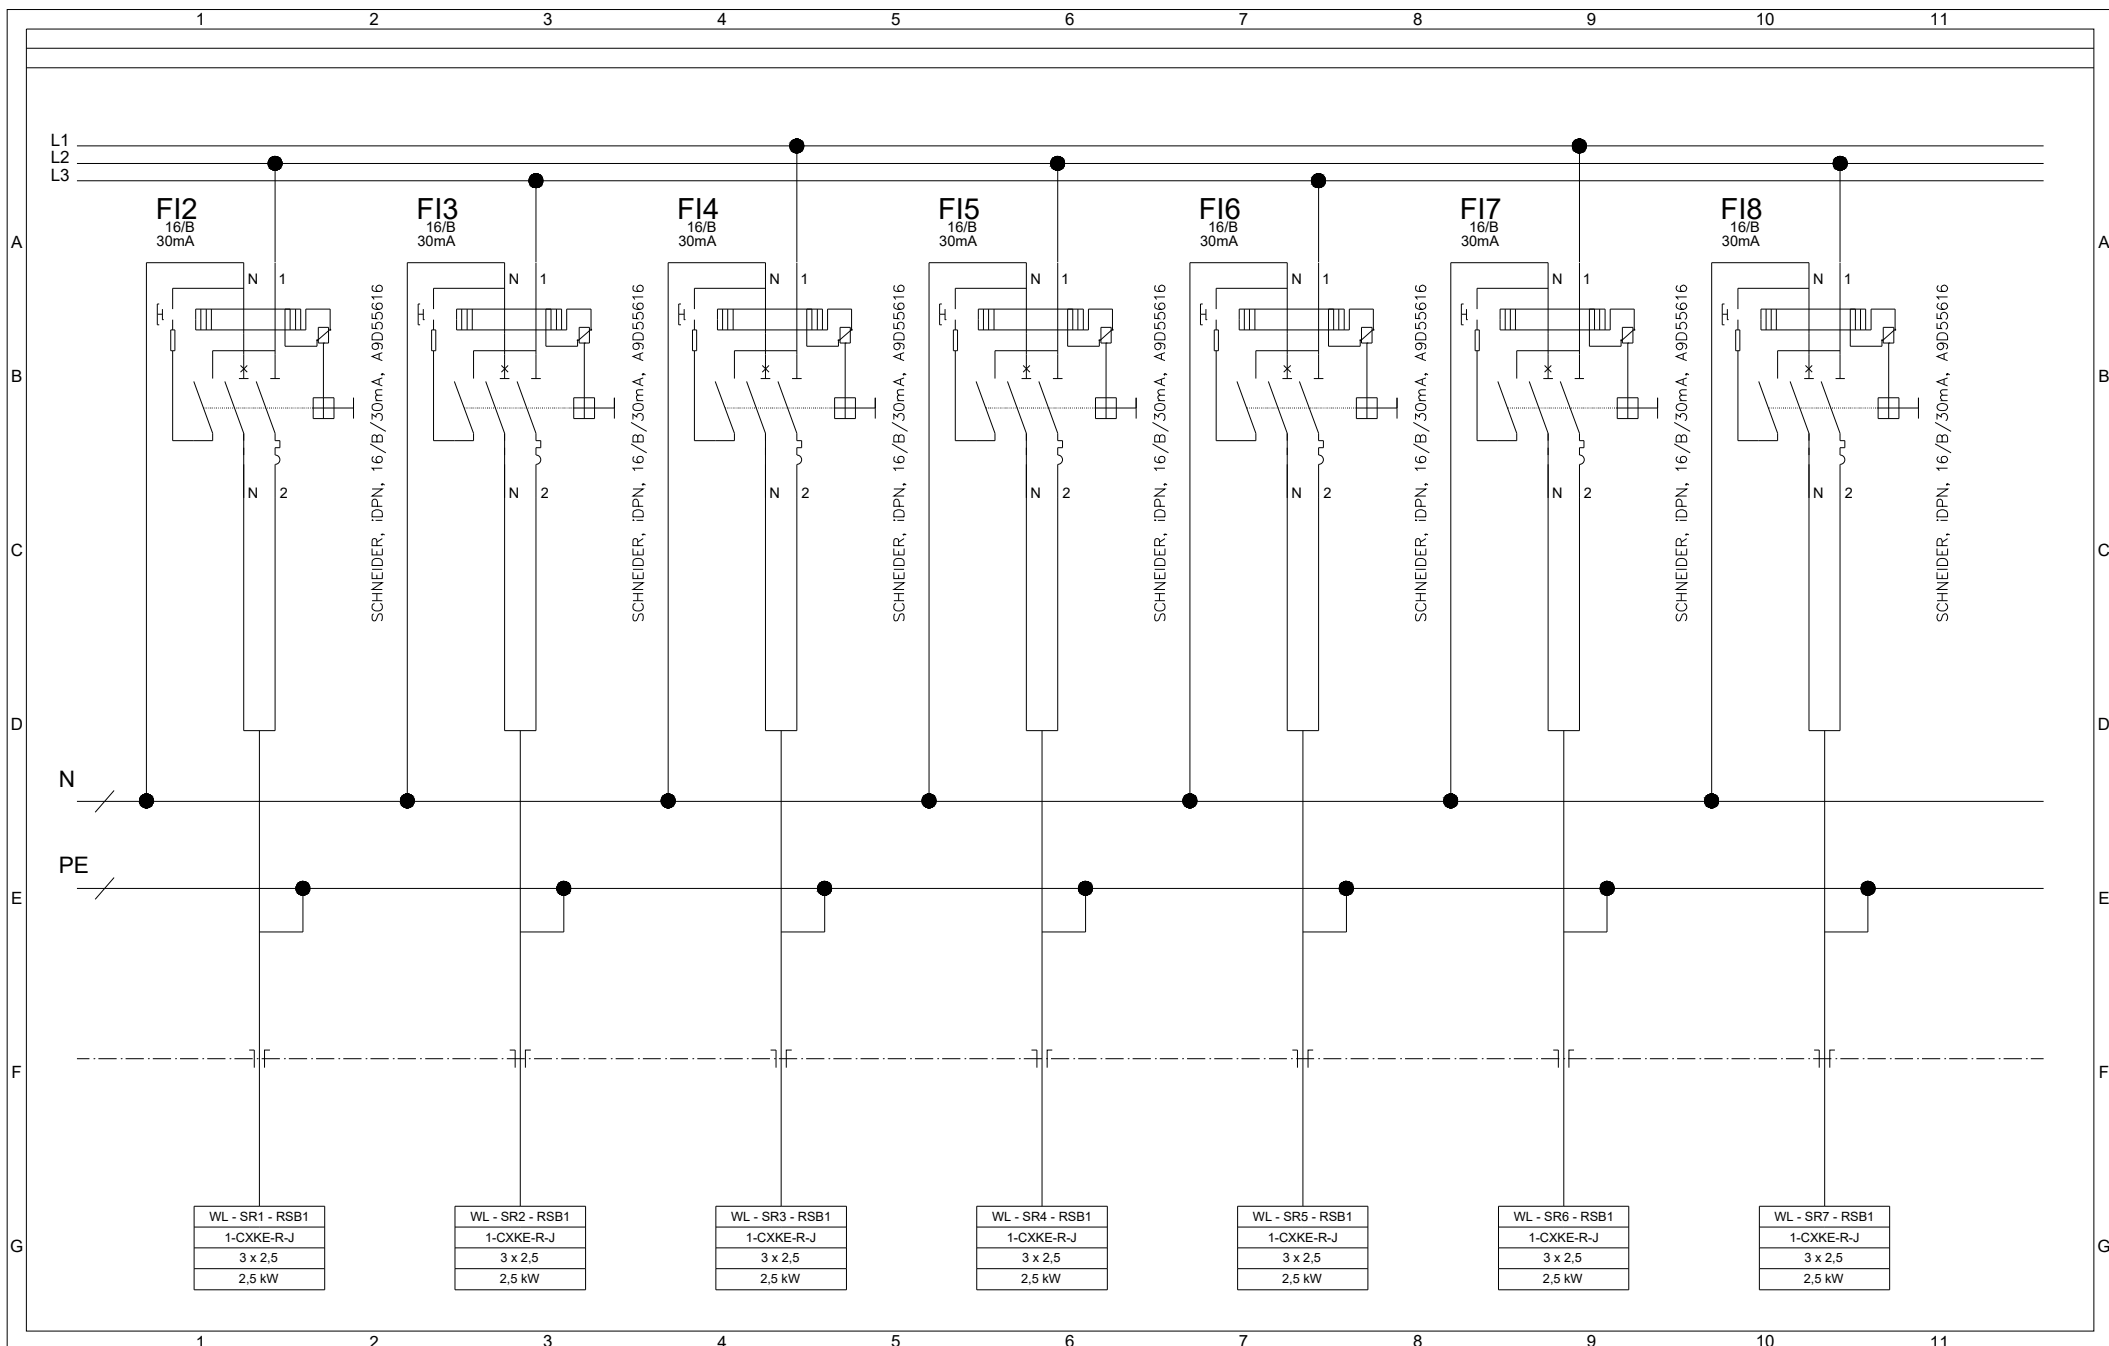 1 2 3 4 5 6 7 8 9 10 11
L1
L2
L3
FI2 FI3 FI4 FI5 FI6 FI7 FI8
16/B 16/B 16/B 16/B 16/B 16/B 16/B
30mA 30mA 30mA 30mA 30mA 30mA 30mA
A A
N 1 N 1 N 1 N 1 N 1 N 1 N 1
SCHNEIDER, iDPN, 16/B/30mA, A9D55616
SCHNEIDER, iDPN, 16/B/30mA, A9D55616
SCHNEIDER, iDPN, 16/B/30mA, A9D55616
SCHNEIDER, iDPN, 16/B/30mA, A9D55616
SCHNEIDER, iDPN, 16/B/30mA, A9D55616
SCHNEIDER, iDPN, 16/B/30mA, A9D55616
SCHNEIDER, iDPN, 16/B/30mA, A9D55616
B B
N 2 N 2 N 2 N 2 N 2 N 2 N 2
C C
D D
N
PE
E E
F F
WL - SR1 - RSB1 WL - SR2 - RSB1 WL - SR3 - RSB1 WL - SR4 - RSB1 WL - SR5 - RSB1 WL - SR6 - RSB1 WL - SR7 - RSB1
1-CXKE-R-J 1-CXKE-R-J 1-CXKE-R-J 1-CXKE-R-J 1-CXKE-R-J 1-CXKE-R-J 1-CXKE-R-J
G G
3 x 2,5 3 x 2,5 3 x 2,5 3 x 2,5 3 x 2,5 3 x 2,5 3 x 2,5
2,5 kW 2,5 kW 2,5 kW 2,5 kW 2,5 kW 2,5 kW 2,5 kW
1 2 3 4 5 6 7 8 9 10 11